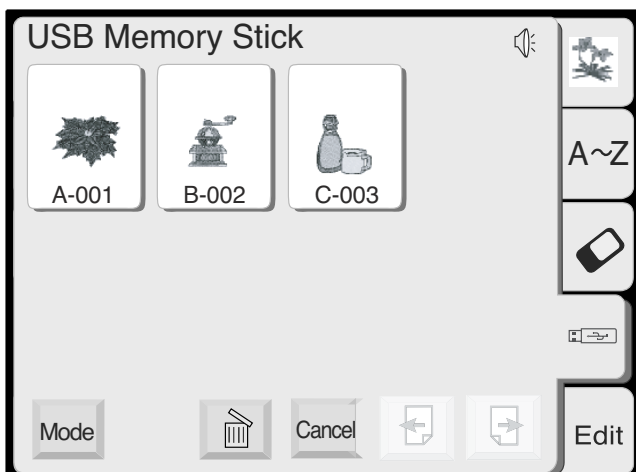 USB Memory Stick
A-001
B-002
C-003
A~Z
Mode
Cancel
Edit